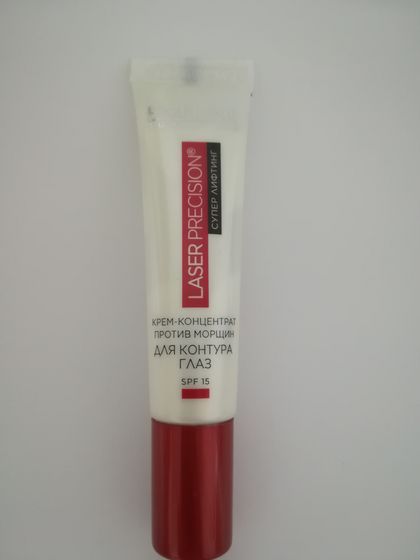 LASER PRECISION®
СУПЕР ЛИФТИНГ
КРЕМ-КОНЦЕНТРАТ
ПРОТИВ МОРЩИН
ДЛЯ КОНТУРА
ГЛАЗ
SPF 15